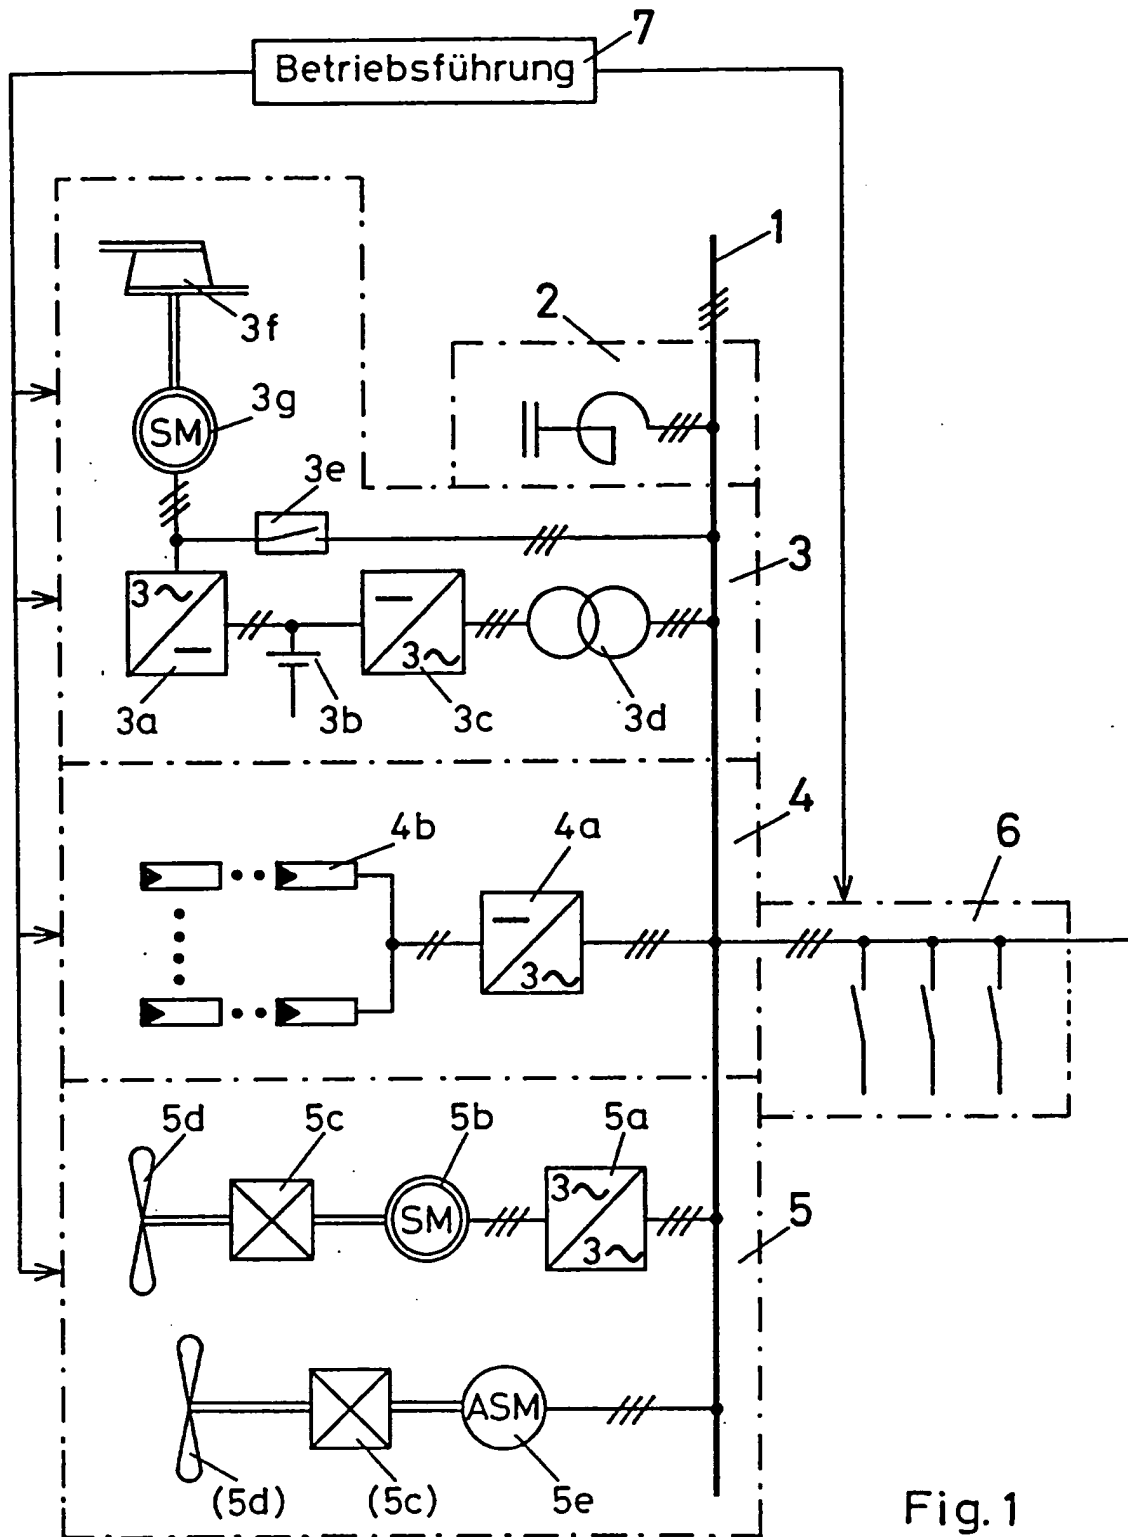 7
Betriebsführung
1
2
3f
3g
SM
3e
3
3~
3~
3a
3b
3c
3d
4
4b
4a
6
3~
5d
5c
5b
5a
3~
SM
3~
5
ASM
(5d)
(5c)
5e
Fig. 1